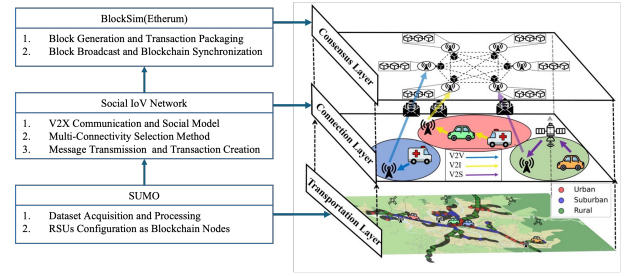 BlockSim(Etherum)
1. Block Generation and Transaction Packaging
2. Block Broadcast and Blockchain Synchronization
Social IoV Network
1. V2X Communication and Social Model
2. Multi-Connectivity Selection Method
3. Message Transmission and Transaction Creation
SUMO
1. Dataset Acquisition and Processing
2. RSUs Configuration as Blockchain Nodes
Consensus Layer
Connection Layer
V2V
V2I
V2S
Transportation Layer
Urban
Suburban
Rural